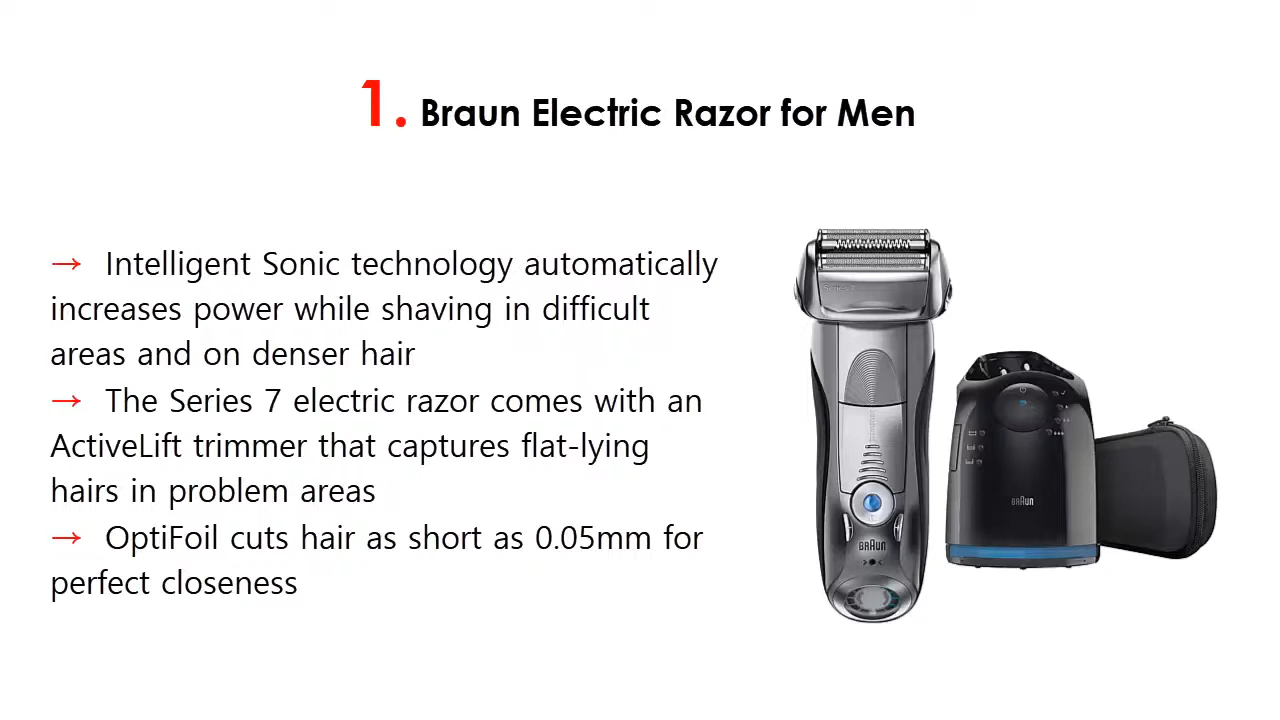 1. Braun Electric Razor for Men
→ Intelligent Sonic technology automatically
increases power while shaving in difficult
areas and on denser hair
→ The Series 7 electric razor comes with an
ActiveLift trimmer that captures flat-lying
hairs in problem areas
→ OptiFoil cuts hair as short as 0.05mm for
perfect closeness
Series 7
BRAUN
BRAUN